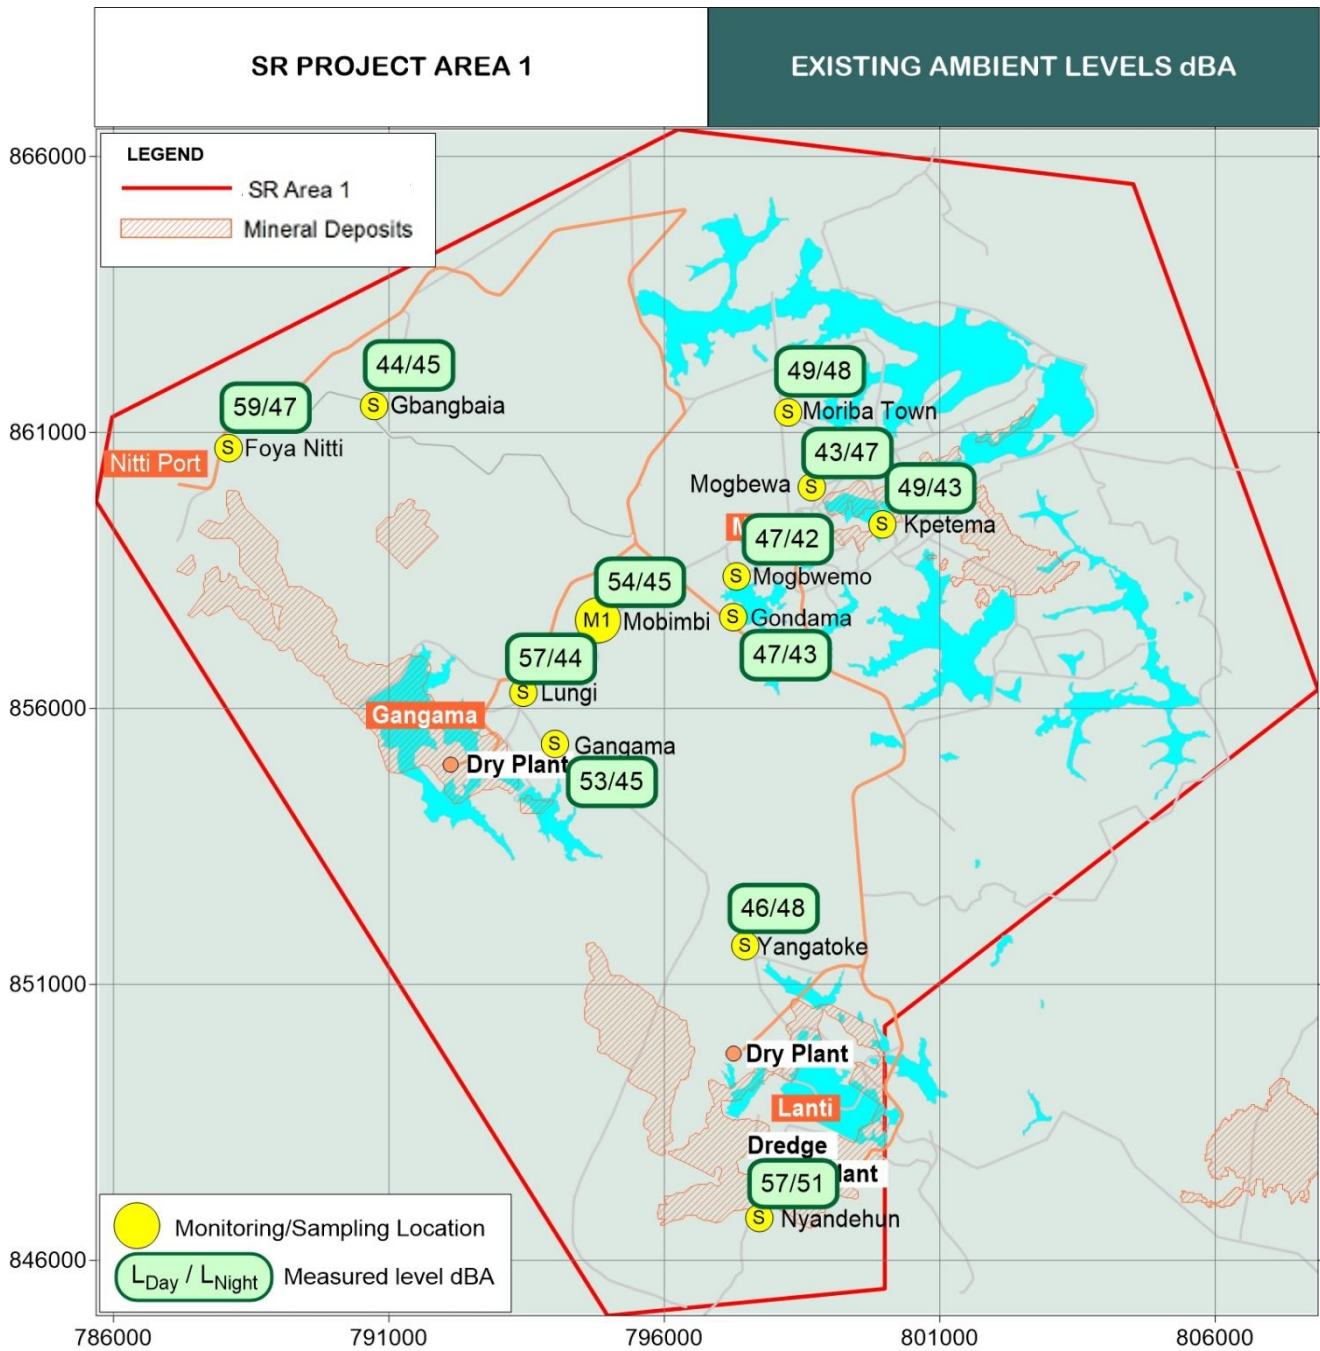 SR PROJECT AREA 1
EXISTING AMBIENT LEVELS dBA
LEGEND
SR Area 1
Mineral Deposits
866000
861000
856000
851000
846000
44/45
Gbangbaia
59/47
Foya Nitti
Nitti Port
49/48
Moriba Town
43/47
Mogbewa
49/43
Kpetema
M
47/42
Mogbwemo
54/45
M1
Mobimbi
Gondama
47/43
57/44
Lungi
Gangama
Gangama
Dry Plant
53/45
46/48
Yangatoke
Dry Plant
Lanti
Dredge
lant
57/51
Nyandehun
S
S
S
S
S
S
S
S
S
S
S
Monitoring/Sampling Location
LDay / LNight
Measured level dBA
786000
791000
796000
801000
806000